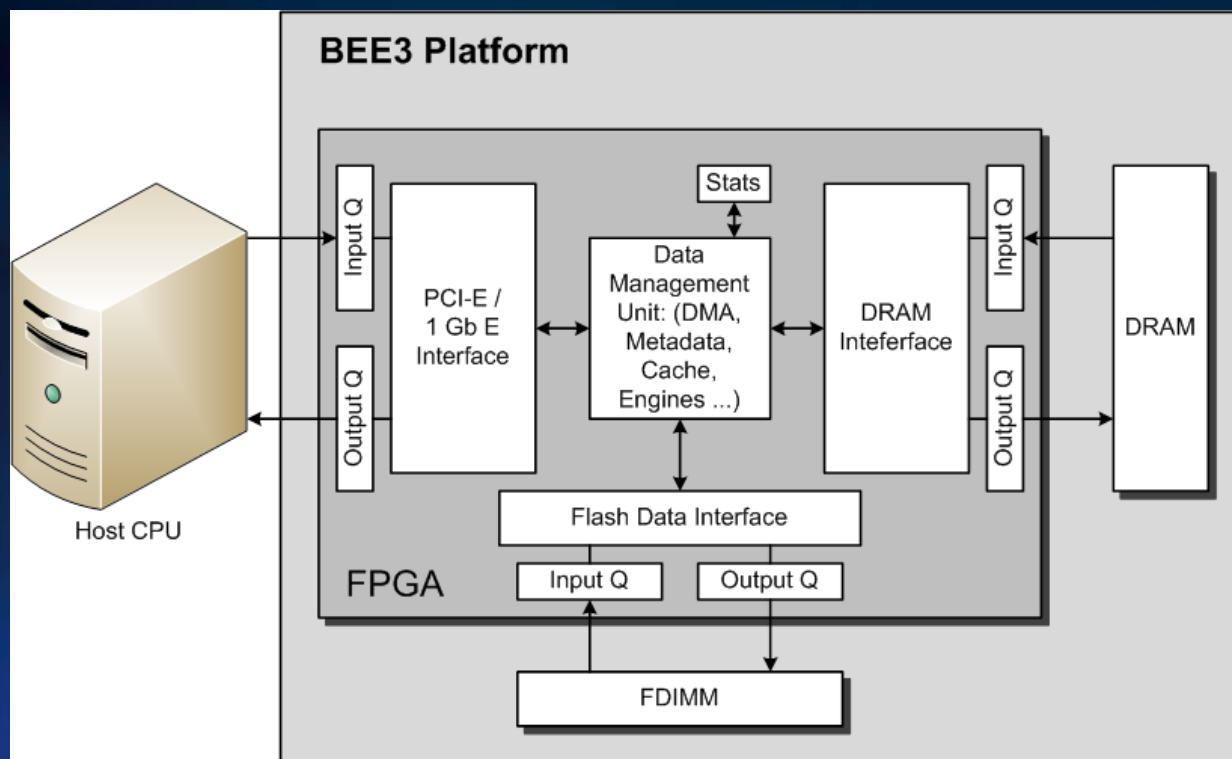 BEE3 Platform
Input Q
Output Q
PCI-E /
1 Gb E
Interface
Stats
Data
Management
Unit: (DMA,
Metadata,
Cache,
Engines ...)
DRAM
Inteferface
Input Q
Output Q
DRAM
Host CPU
Flash Data Interface
FPGA
Input Q
Output Q
FDIMM